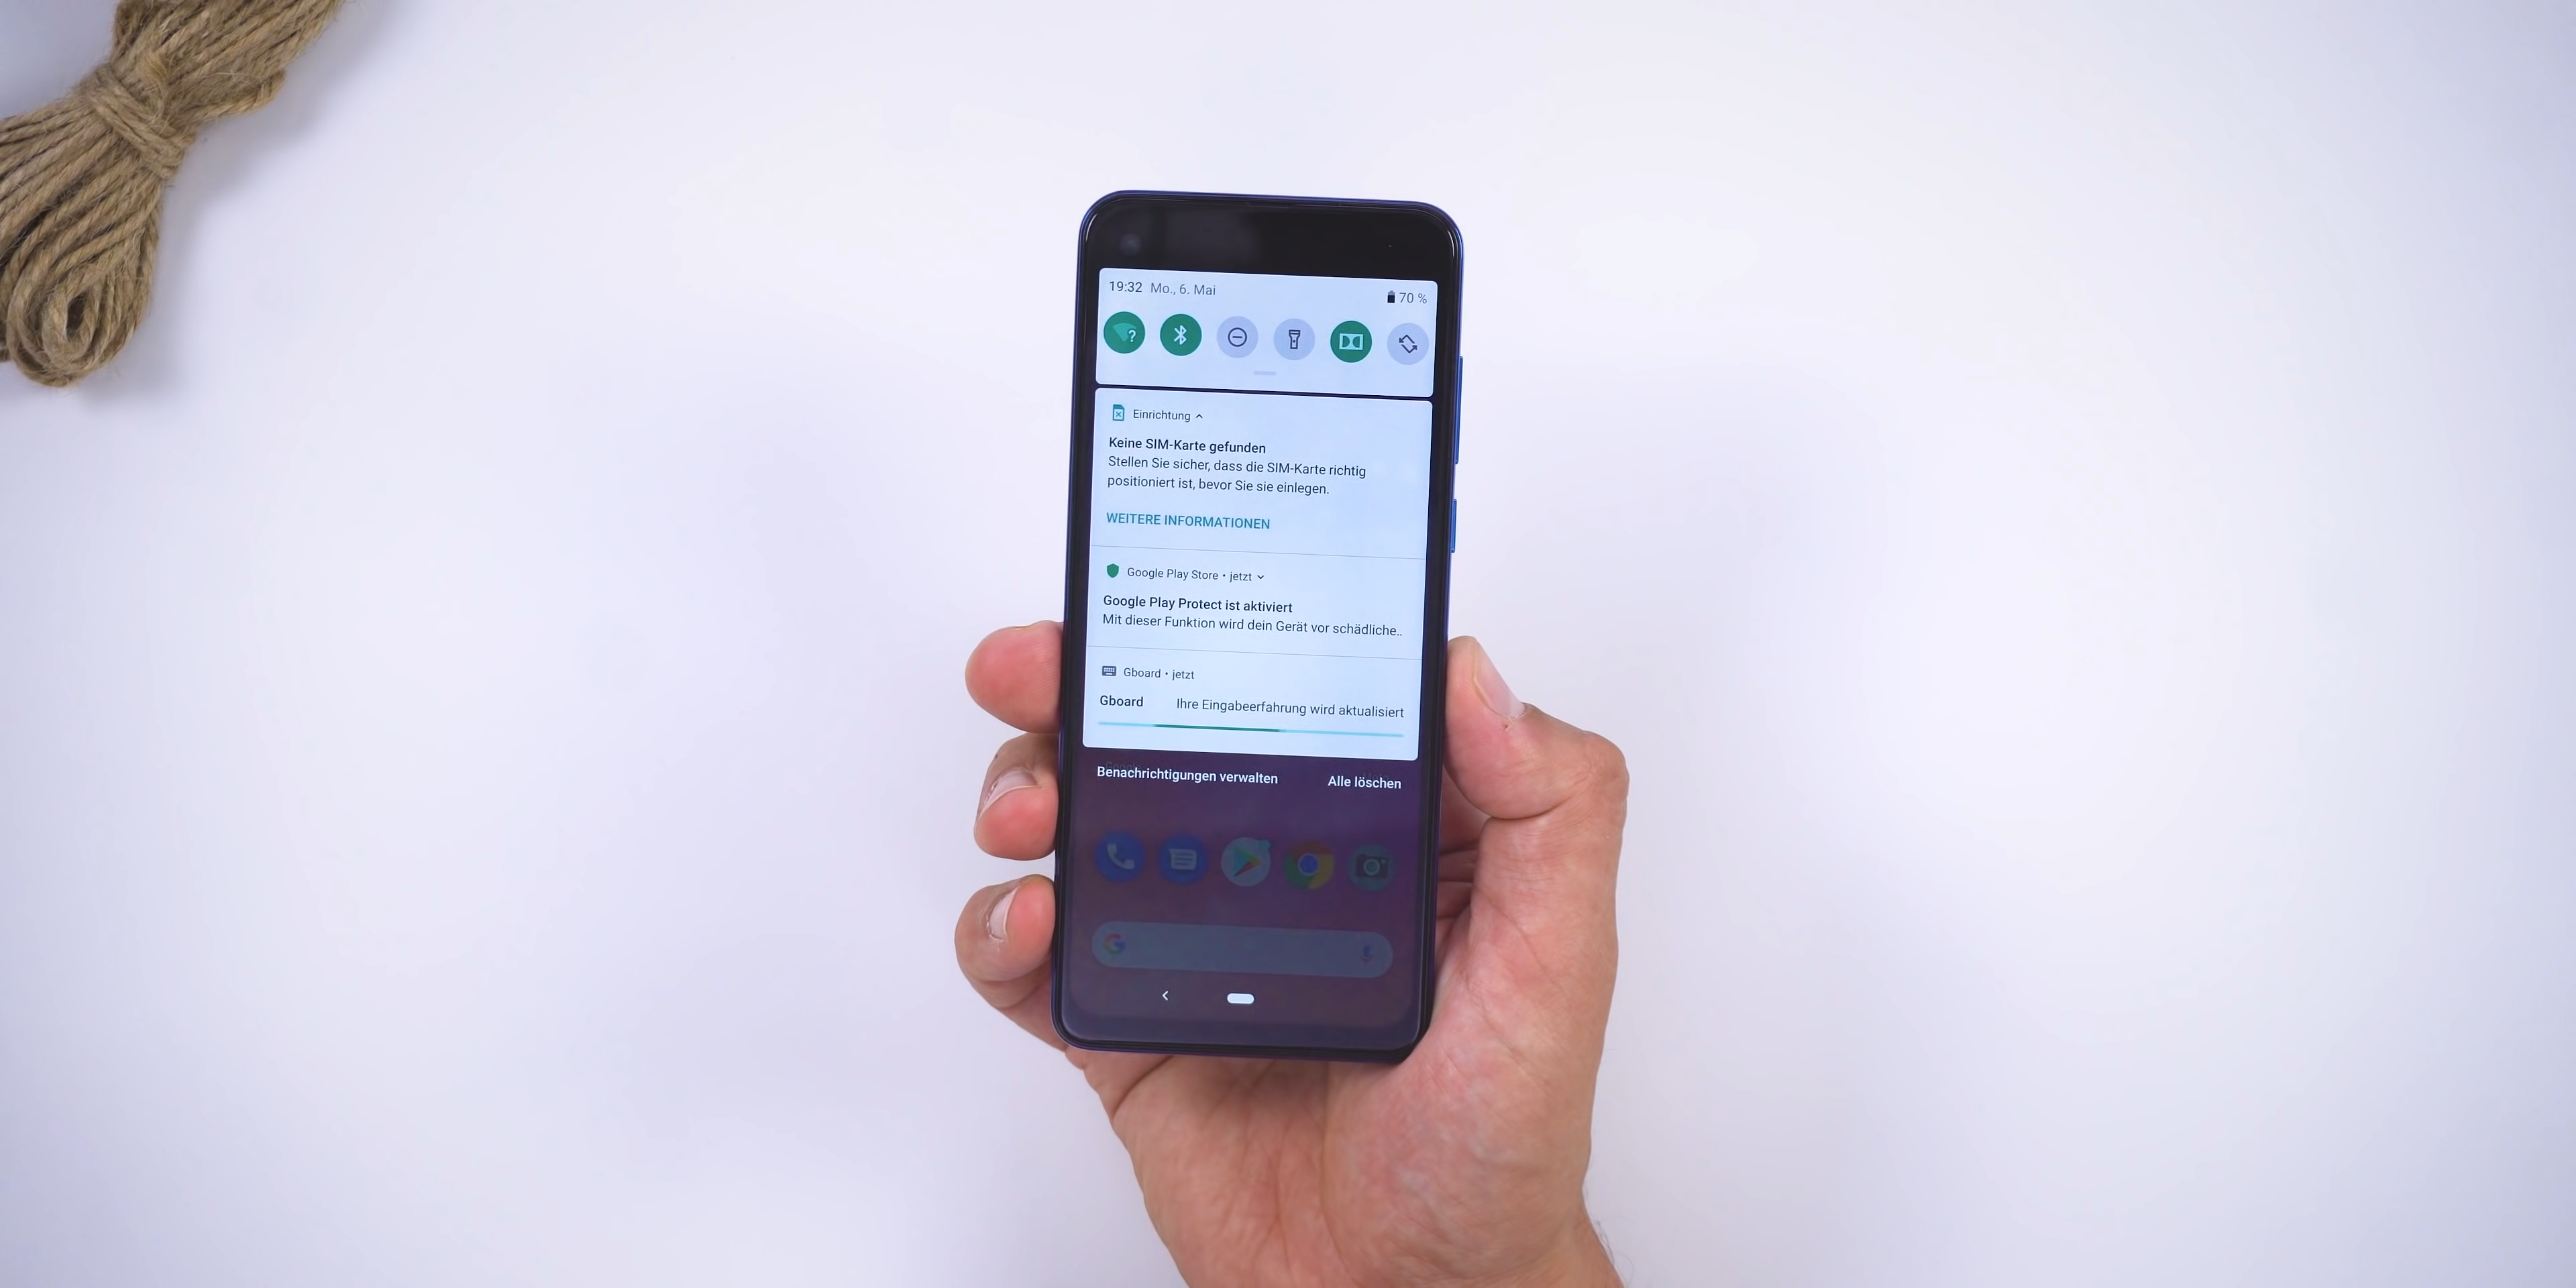 19:32 Mo., 6. Mai 70 %
Einrichtung
Keine SIM-Karte gefunden
Stellen Sie sicher, dass die SIM-Karte richtig
positioniert ist, bevor Sie sie einlegen.
WEITERE INFORMATIONEN
Google Play Store • jetzt
Google Play Protect ist aktiviert
Mit dieser Funktion wird dein Gerät vor schädliche..
Gboard • jetzt
Gboard Ihre Eingabeerfahrung wird aktualisiert
Benachrichtigungen verwalten Alle löschen